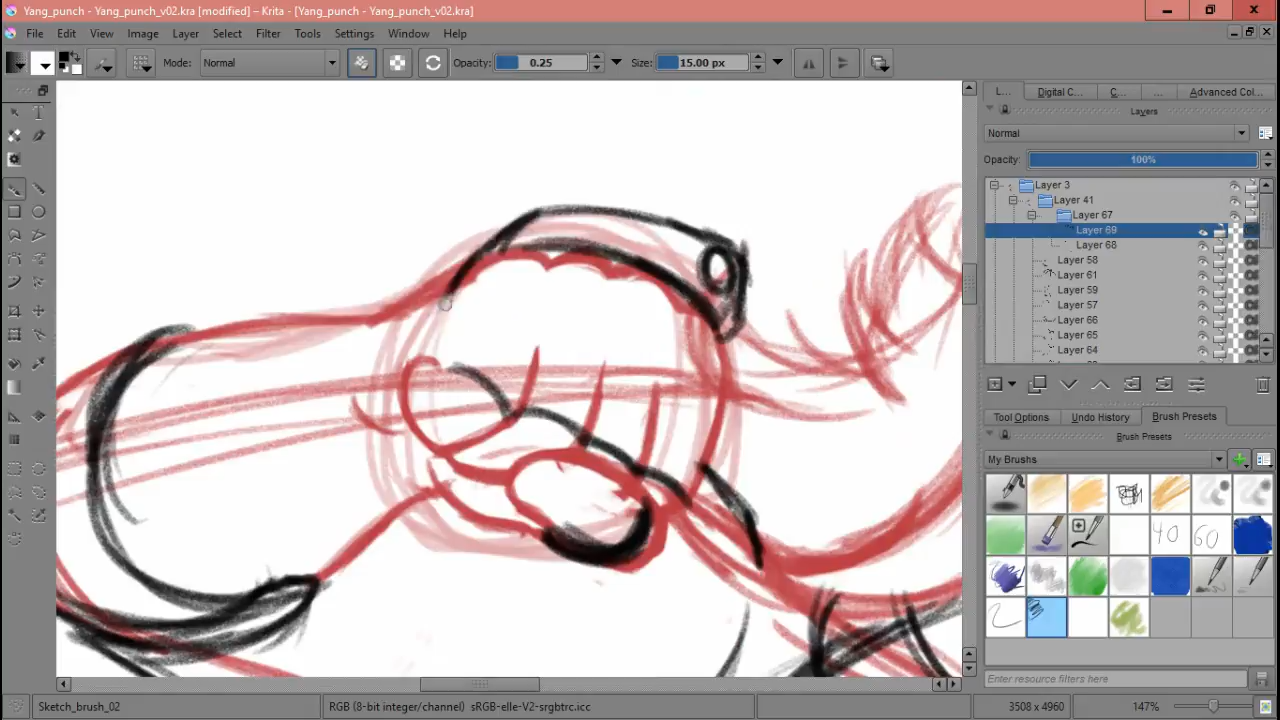 Yang_punch - Yang_punch_v02.kra [modified] – Krita - [Yang_punch - Yang_punch_v02.kra]
File Edit View Image Layer Select Filter Tools Settings Window Help
Mode: Normal Opacity: 0.25 Size: 15.00 px
L... Digital C... C... ... Advanced Col...
Layers
Normal
Opacity: 100%
Layer 3
Layer 41
Layer 67
Layer 69
Layer 68
Layer 58
Layer 61
Layer 59
Layer 57
Layer 66
Layer 65
Layer 64
Tool Options Undo History Brush Presets
Brush Presets
My Brushes
40 60
Enter resource filters here
Sketch_brush_02 RGB (8-bit integer/channel) sRGB-elle-V2-srgbtrc.icc 3508 x 4960 147%